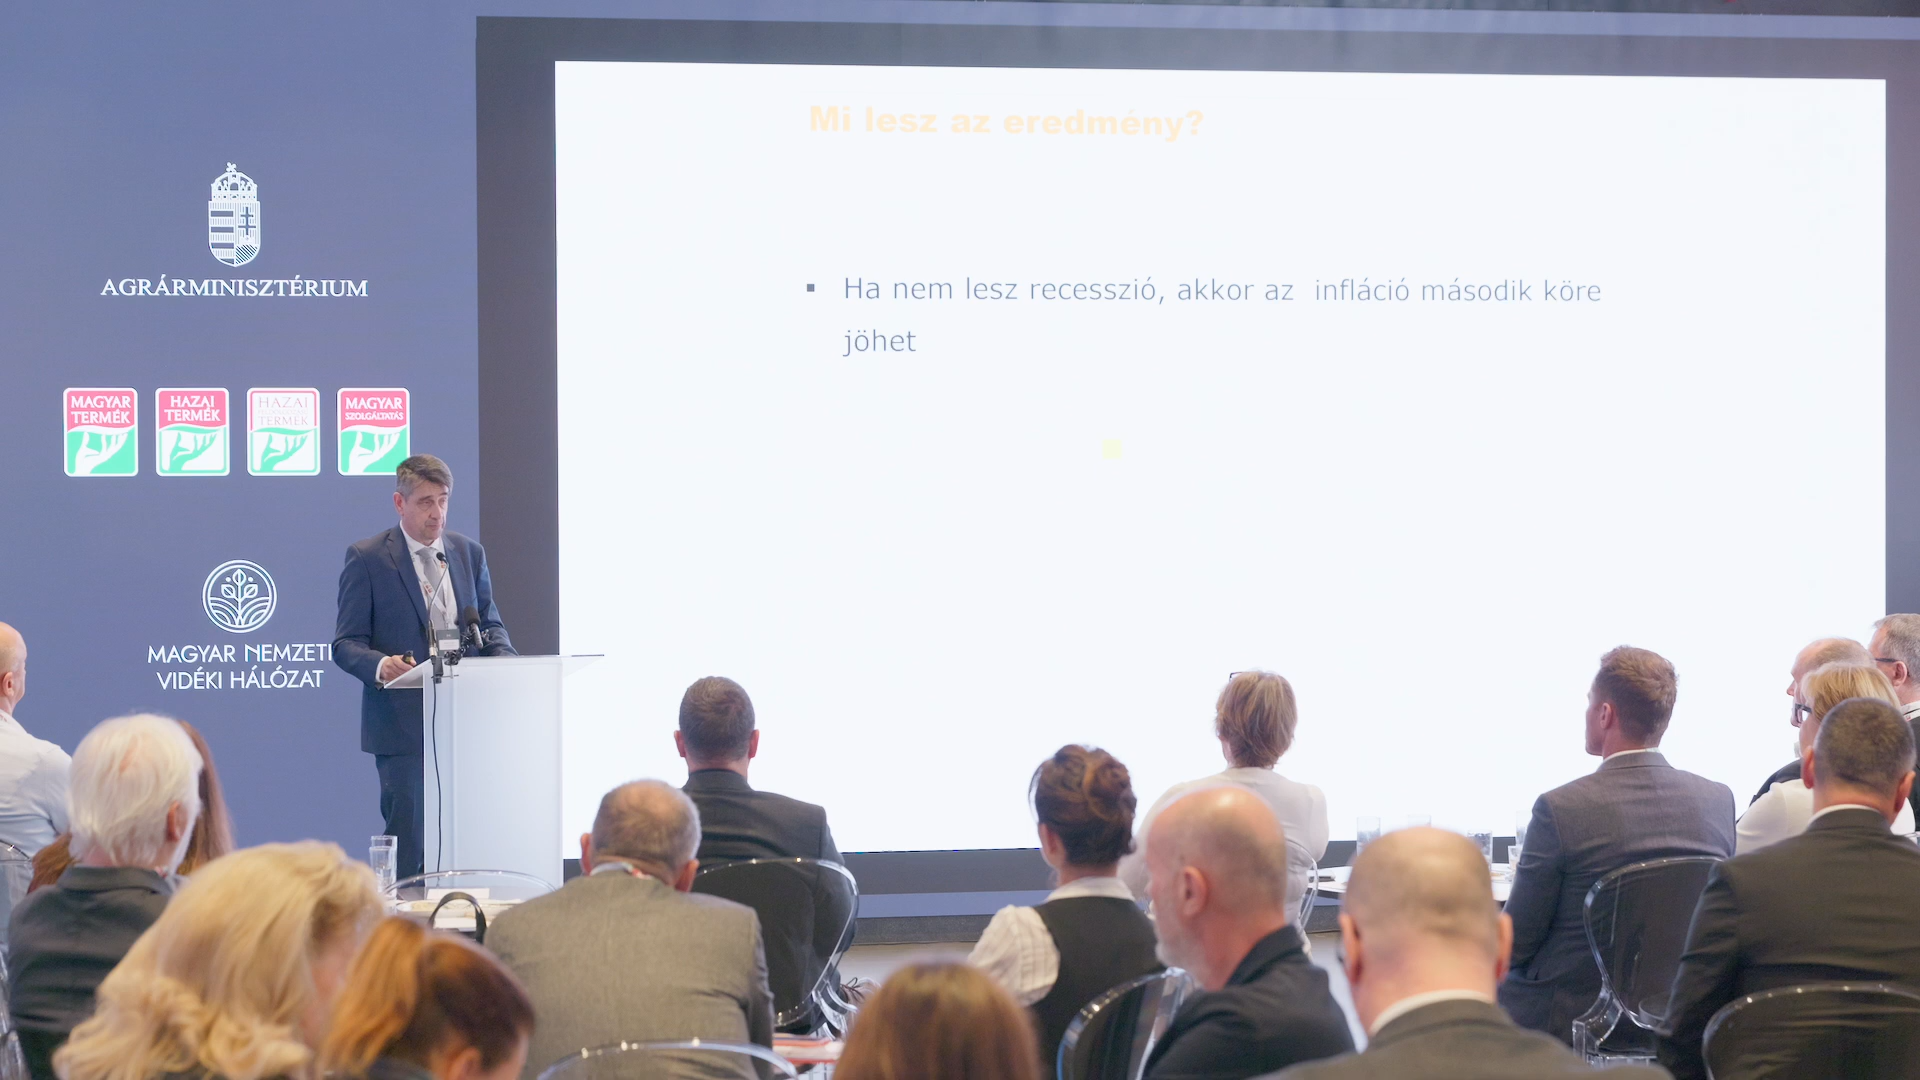 Mi lesz az eredmény?
▪ Ha nem lesz recesszió, akkor az infláció második köre
jöhet
AGRÁRMINISZTÉRIUM
MAGYAR
TERMÉK
HAZAI
TERMÉK
HAZAI
TERMÉK
MAGYAR
SZOLGÁLTATÁS
MAGYAR NEMZETI
VIDÉKI HÁLÓZAT